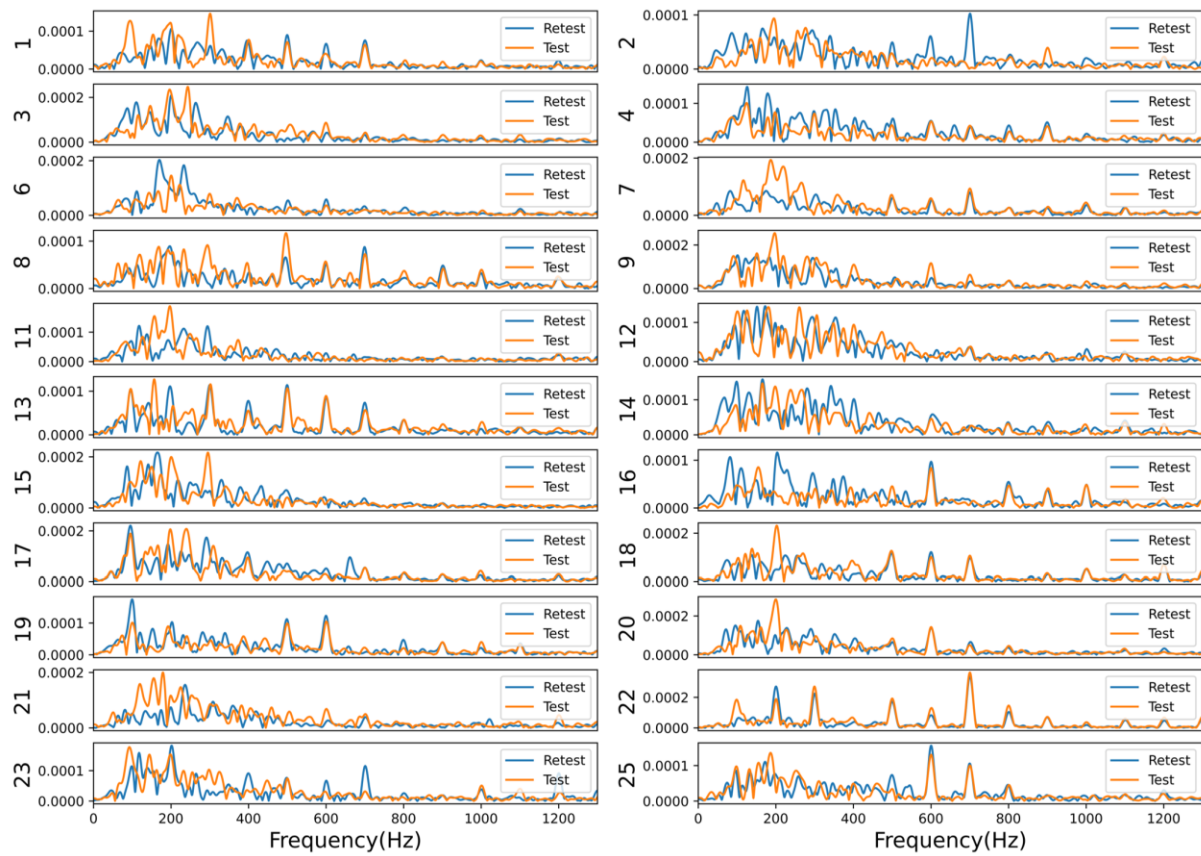 1
0.0001
0.0000
Retest
Test
2
0.0001
0.0000
Retest
Test
3
0.0002
0.0000
Retest
Test
4
0.0001
0.0000
Retest
Test
6
0.0002
0.0000
Retest
Test
7
0.0002
0.0000
Retest
Test
8
0.0001
0.0000
Retest
Test
9
0.0002
0.0000
Retest
Test
11
0.0001
0.0000
Retest
Test
12
0.0001
0.0000
Retest
Test
13
0.0001
0.0000
Retest
Test
14
0.0001
0.0000
Retest
Test
15
0.0002
0.0000
Retest
Test
16
0.0001
0.0000
Retest
Test
17
0.0002
0.0000
Retest
Test
18
0.0002
0.0000
Retest
Test
19
0.0001
0.0000
Retest
Test
20
0.0002
0.0000
Retest
Test
21
0.0002
0.0000
Retest
Test
22
0.0002
0.0000
Retest
Test
23
0.0001
0.0000
Retest
Test
25
0.0001
0.0000
Retest
Test
0 200 400 600 800 1000 1200
0 200 400 600 800 1000 1200
Frequency(Hz)
Frequency(Hz)